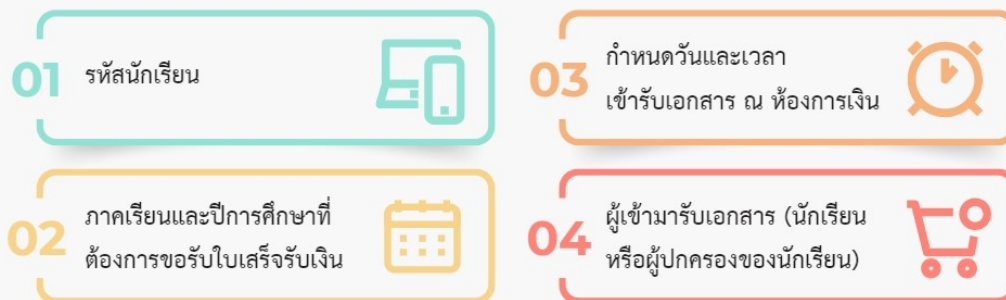 01
รหัสนักเรียน
02
ภาคเรียนและปีการศึกษาที่
ต้องการขอรับใบเสร็จรับเงิน
03
กำหนดวันและเวลา
เข้ารับเอกสาร ณ ห้องการเงิน
04
ผู้เข้ามารับเอกสาร (นักเรียน
หรือผู้ปกครองของนักเรียน)